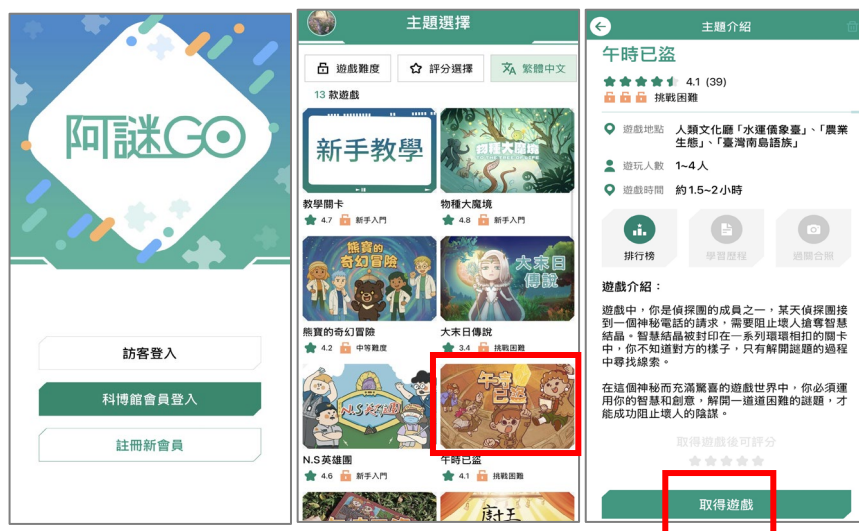 阿謎GO
訪客登入
科博館會員登入
註冊新會員
主題選擇
遊戲難度
評分選擇
繁體中文
13 款遊戲
新手教學
物種大魔境
教學關卡
物種大魔境
4.7 新手入門
4.8 新手入門
熊寶的
奇幻冒險
大末日
傳說
熊寶的奇幻冒險
大末日傳說
4.2 中等難度
3.4 挑戰困難
N.S英雄團
午時
已盜
N.S英雄團
午時已盜
4.6 新手入門
4.1 挑戰困難
主題介紹
午時已盜
4.1 (39)
挑戰困難
遊戲地點 人類文化廳「水運儀象臺」、「農業
生態」、「臺灣南島語族」
遊玩人數 1~4人
遊戲時間 約1.5~2小時
排行榜
學習歷程
過關合照
遊戲介紹：
遊戲中，你是偵探團的成員之一，某天偵探團接
到一個神秘電話的請求，需要阻止壞人搶奪智慧
結晶。智慧結晶被封印在一系列環環相扣的關卡
中，你不知道對方的樣子，只有解開謎題的過程
中尋找線索。
在這個神秘而充滿驚喜的遊戲世界中，你必須運
用你的智慧和創意，解開一道道困難的謎題，才
能成功阻止壞人的陰謀。
取得遊戲後可評分
取得遊戲